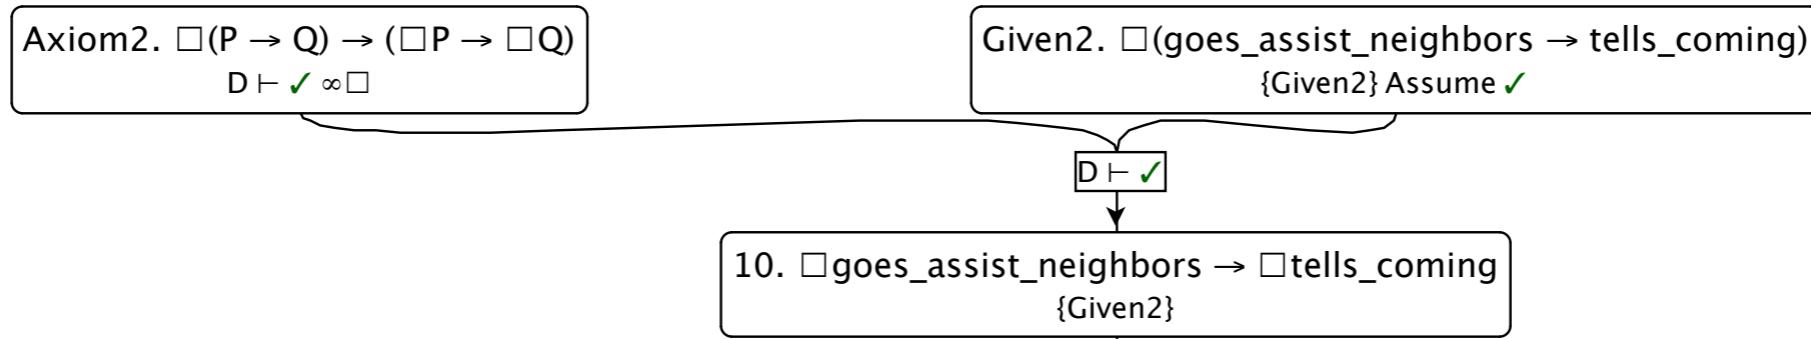 Axiom2. □(P → Q) → (□P → □Q)
D ⊢ ✓ ∞□
Given2. □(goes_assist_neighbors → tells_coming)
{Given2} Assume ✓
D ⊢ ✓
10. □goes_assist_neighbors → □tells_coming
{Given2}